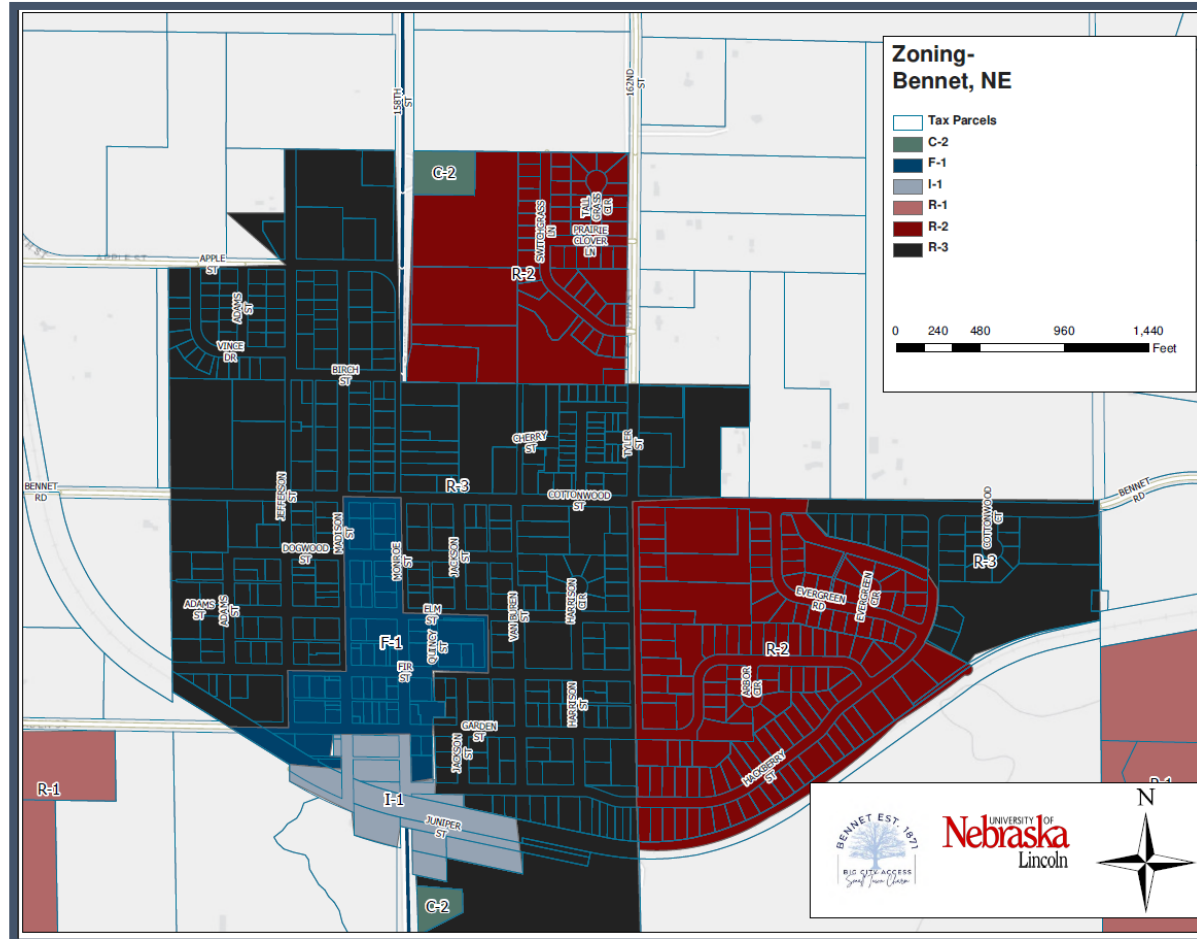 Zoning-
Bennet, NE
Tax Parcels
C-2
F-1
I-1
R-1
R-2
R-3
0 240 480 960 1,440
Feet
158TH
ST
162ND
ST
C-2
SWITCHGRASS
LN
TALL
GRASS
CIR
PRAIRIE
CLOVER
LN
R-2
APPLE ST
APPLE
ST
ADAMS
ST
VINCE
DR
BIRCH
ST
CHERRY
ST
TYLER
ST
BENNET
RD
JEFFERSON
ST
R-3
COTTONWOOD
ST
COTTONWOOD
CT
BENNET
RD
MADISON
ST
DOGWOOD
ST
MONROE
ST
JACKSON
ST
R-3
ADAMS
ST
ADAMS
ST
ELM
ST
VAN BUREN
ST
HARRISON
CIR
EVERGREEN
RD
EVERGREEN
CIR
F-1
QUINCY
ST
R-2
FIR
ST
ARBOR
CIR
HARRISON
ST
GARDEN
ST
JACKSON
ST
HACKBERRY
ST
R-1
R-1
I-1
JUNIPER
ST
C-2
BENNET EST. 1871
BIG CITY ACCESS
Small Town Charm
UNIVERSITY OF
Nebraska
Lincoln
N